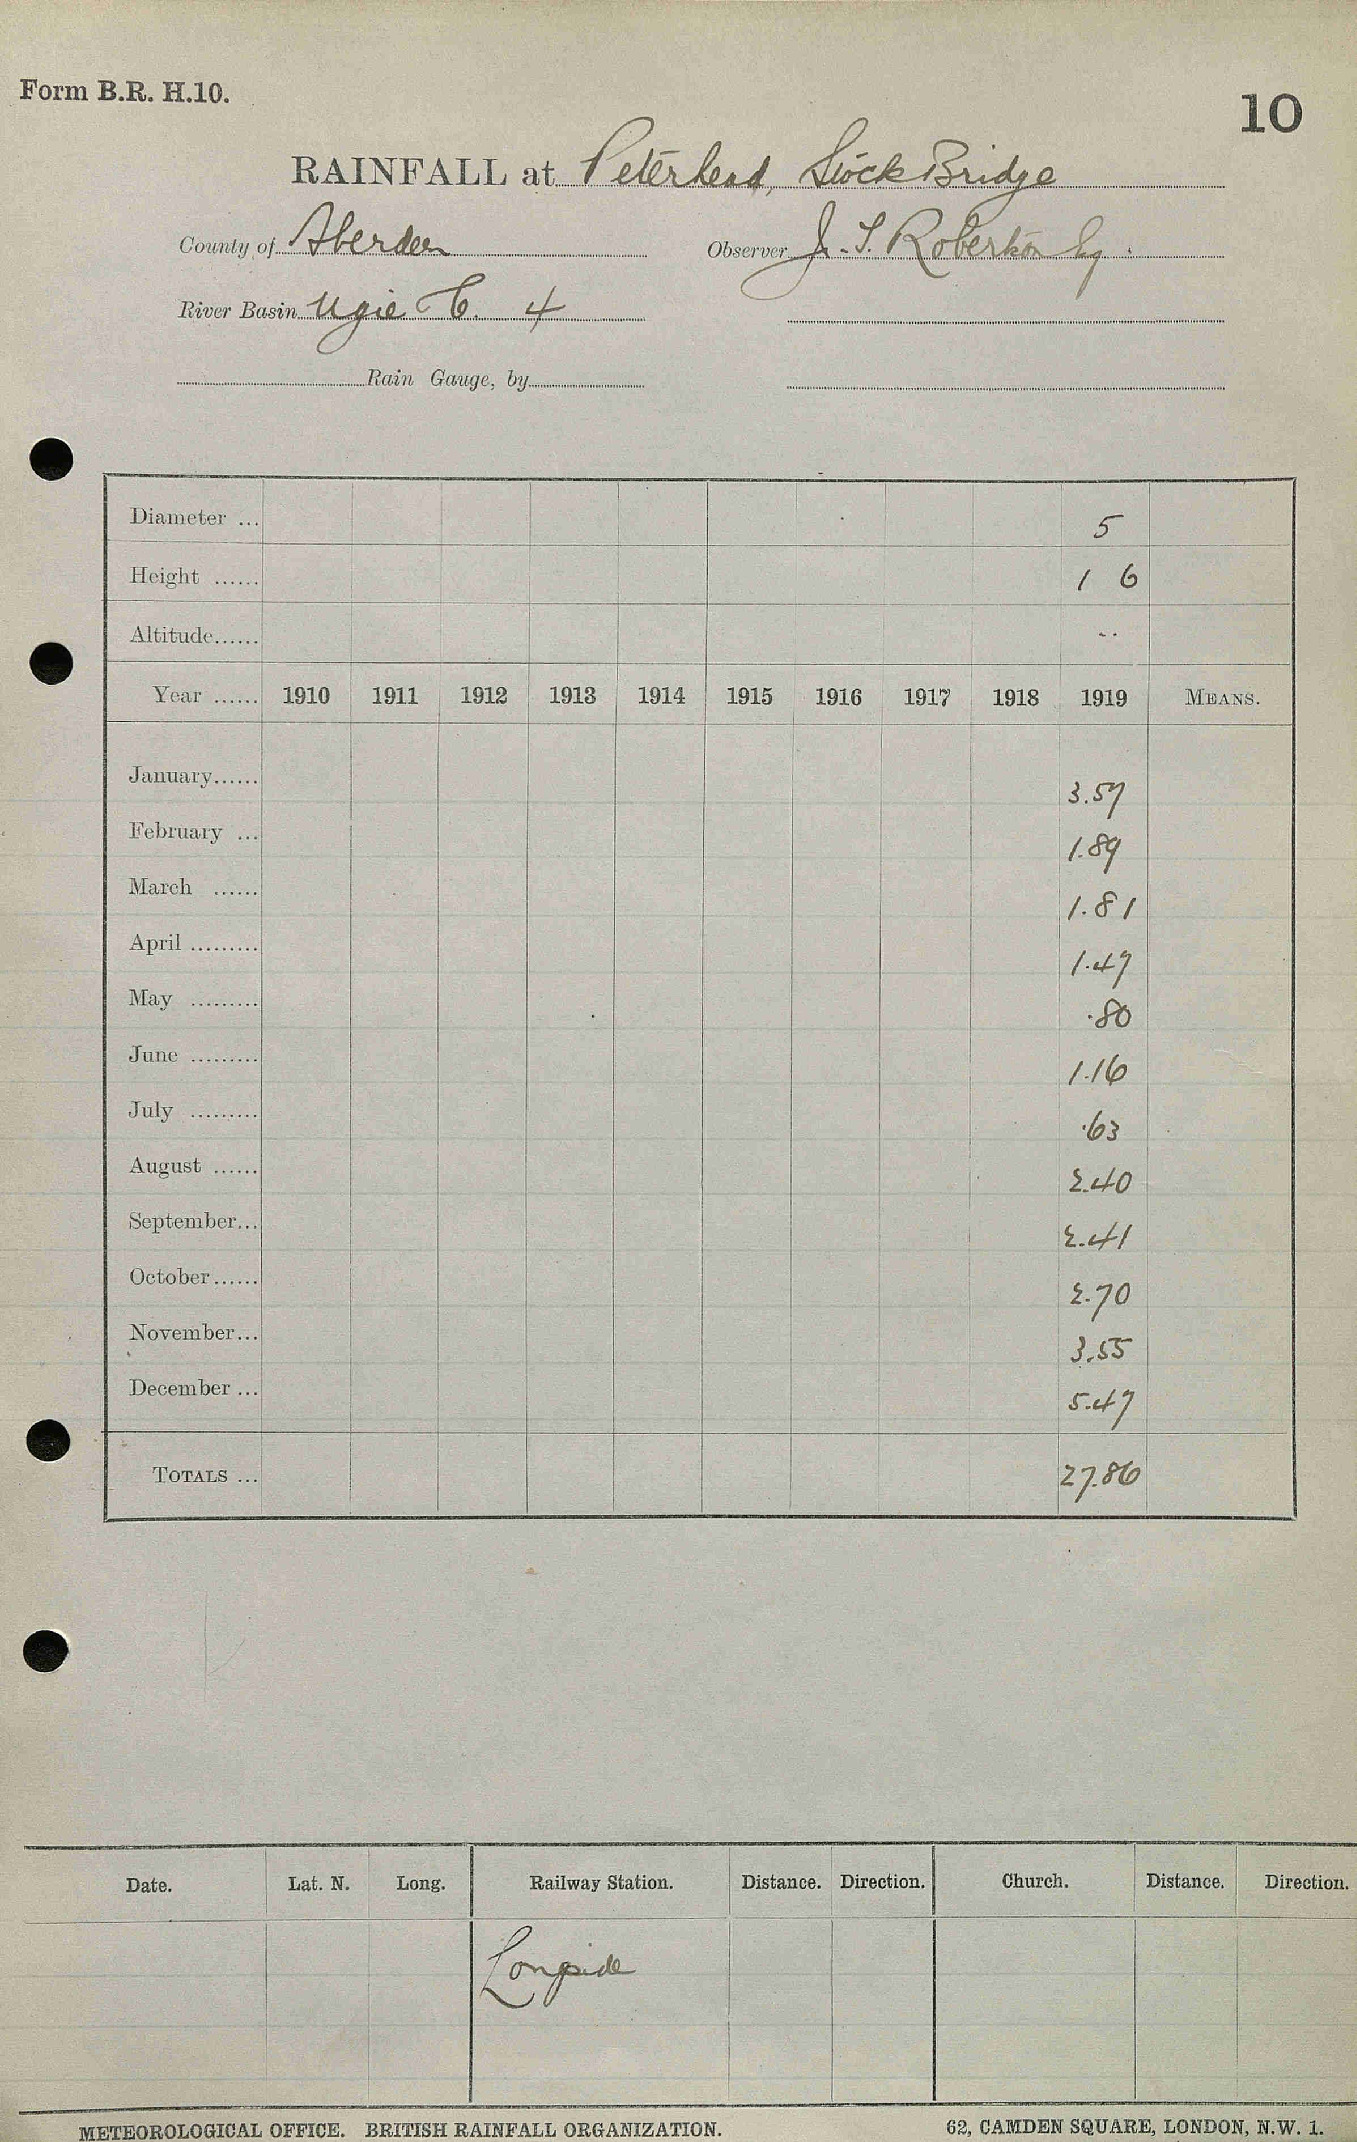 Form B.R. H.10.
10
RAINFALL at Peterhead, Stock Bridge
County of Aberdeen Observer J. S. Robertson Esq.
River Basin Ugie C. 4
Rain Gauge, by
Diameter ... 5
Height ...... 1 6
Altitude...... --
Year ...... 1910 1911 1912 1913 1914 1915 1916 1917 1918 1919 MEANS.
January...... 3.57
February ... 1.89
March ...... 1.81
April ......... 1.47
May ......... .80
June ......... 1.16
July ......... .63
August ...... 2.40
September... 2.41
October...... 2.70
November... 3.55
December ... 5.47
TOTALS ... 27.86
Date. Lat. N. Long. Railway Station. Distance. Direction. Church. Distance. Direction.
Longside
METEOROLOGICAL OFFICE. BRITISH RAINFALL ORGANIZATION. 62, CAMDEN SQUARE, LONDON, N.W. 1.